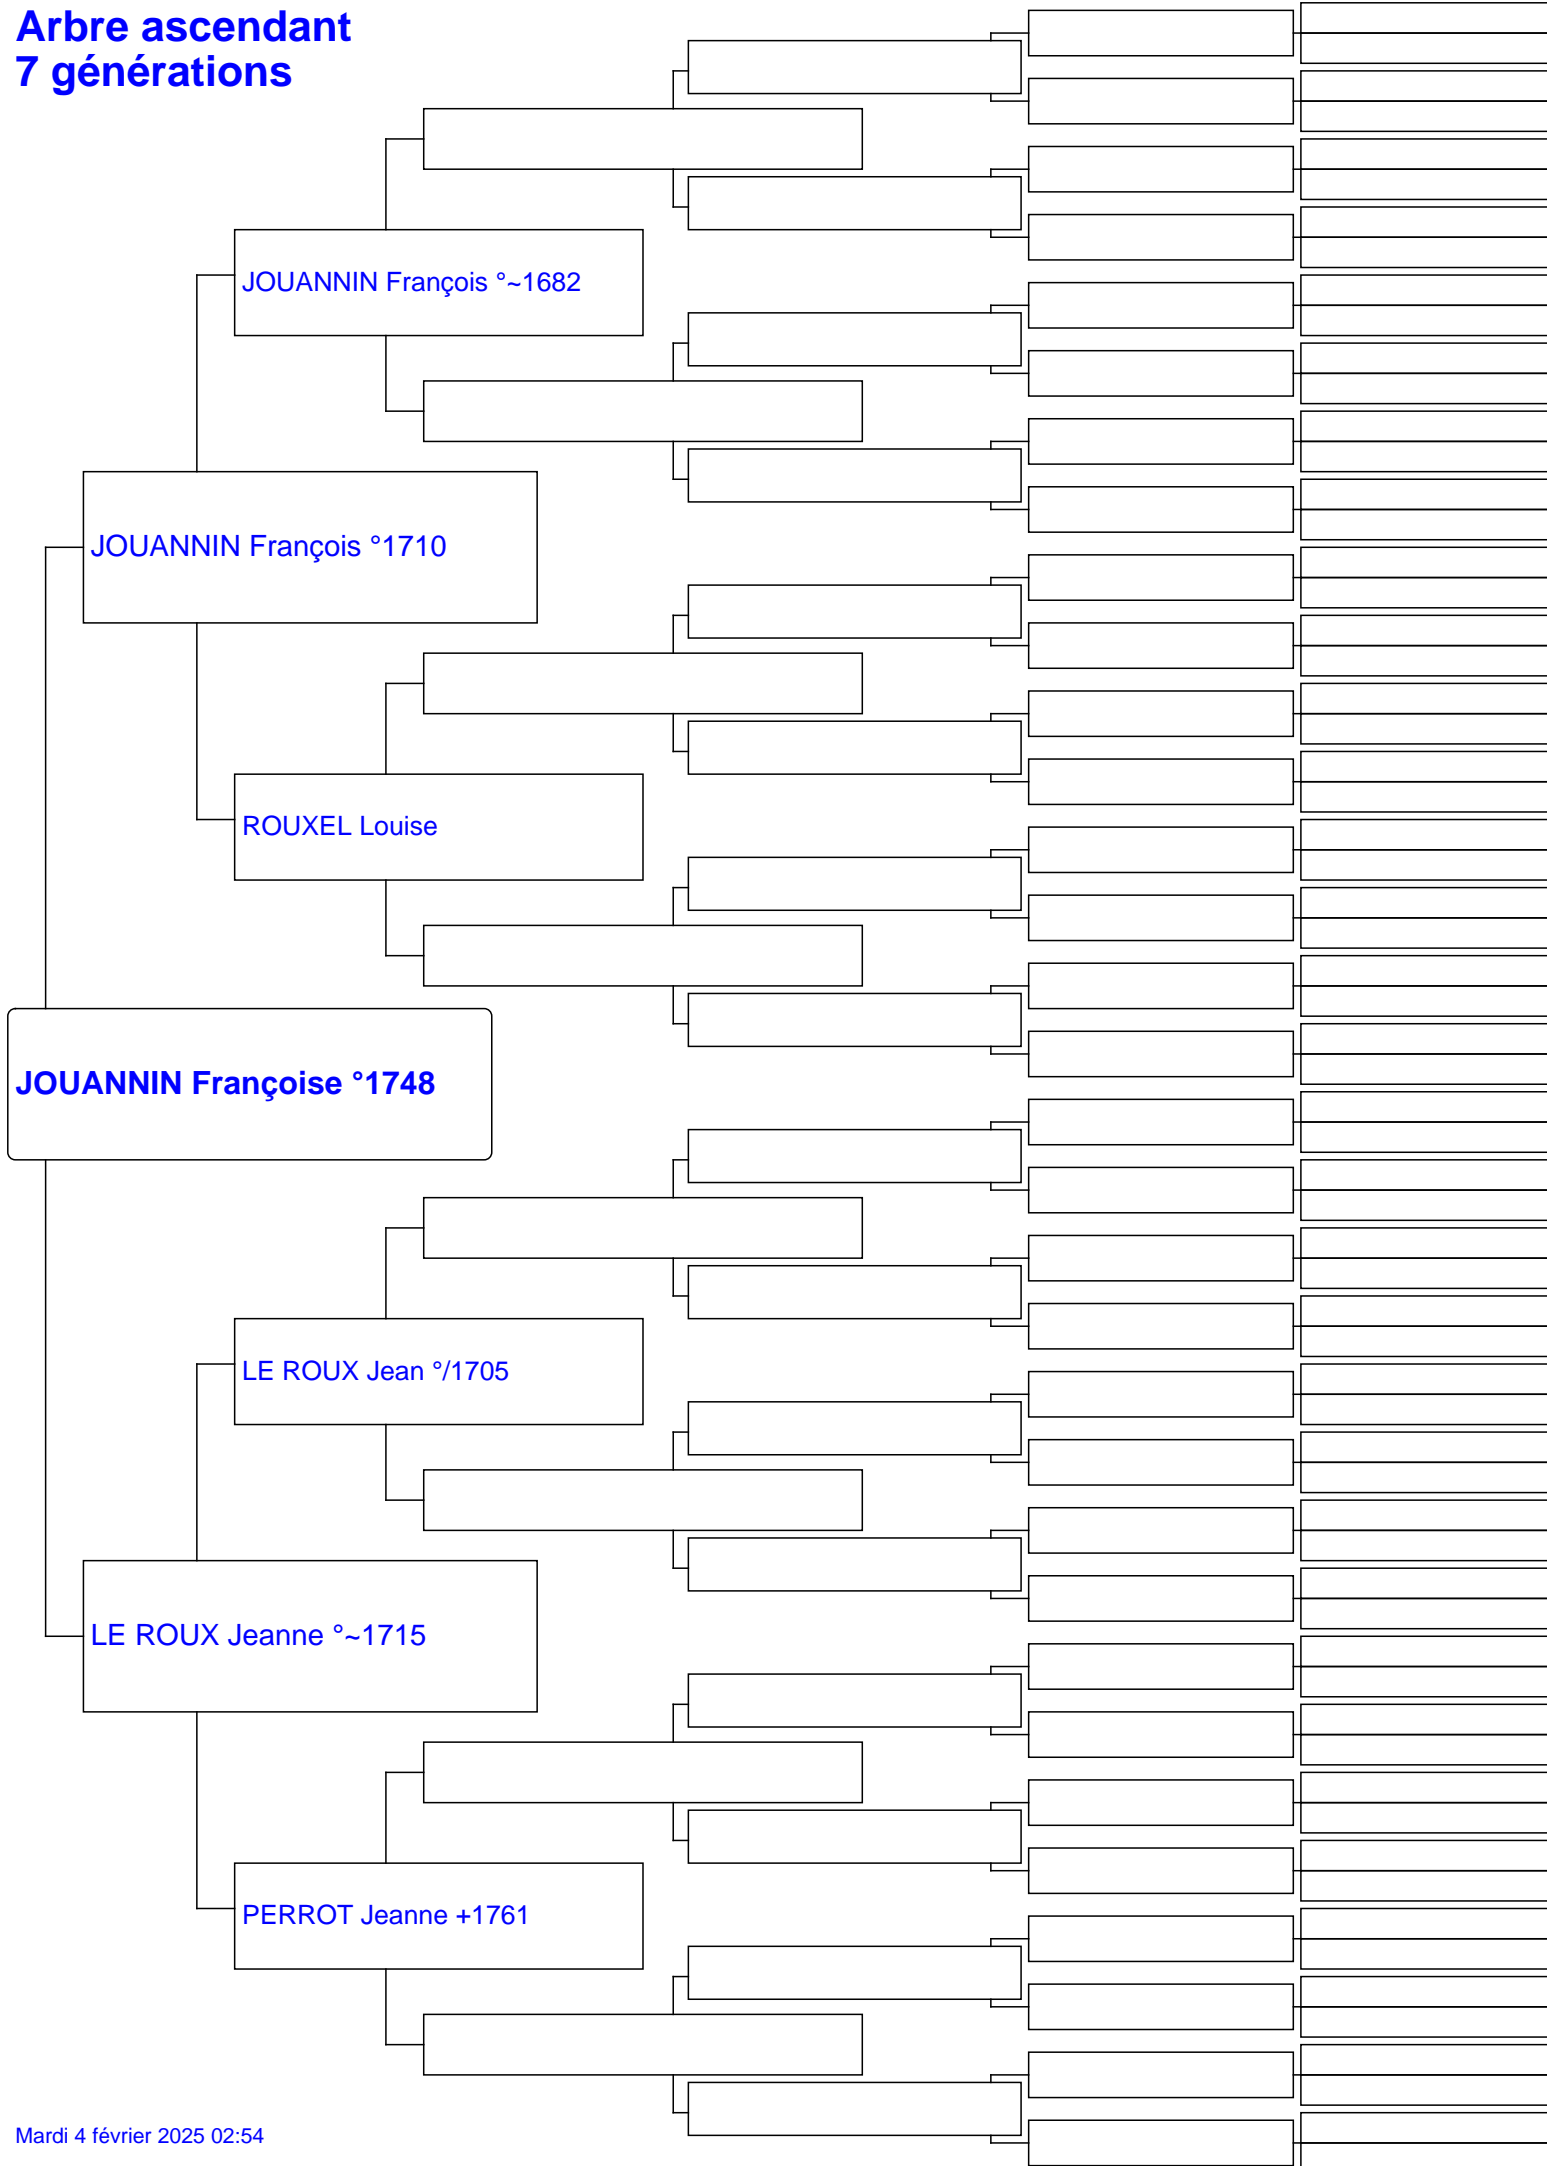 Arbre ascendant
7 générations
JOUANNIN François °~1682
JOUANNIN François °1710
ROUXEL Louise
JOUANNIN Françoise °1748
LE ROUX Jean °/1705
LE ROUX Jeanne °~1715
PERROT Jeanne +1761
Mardi 4 février 2025 02:54